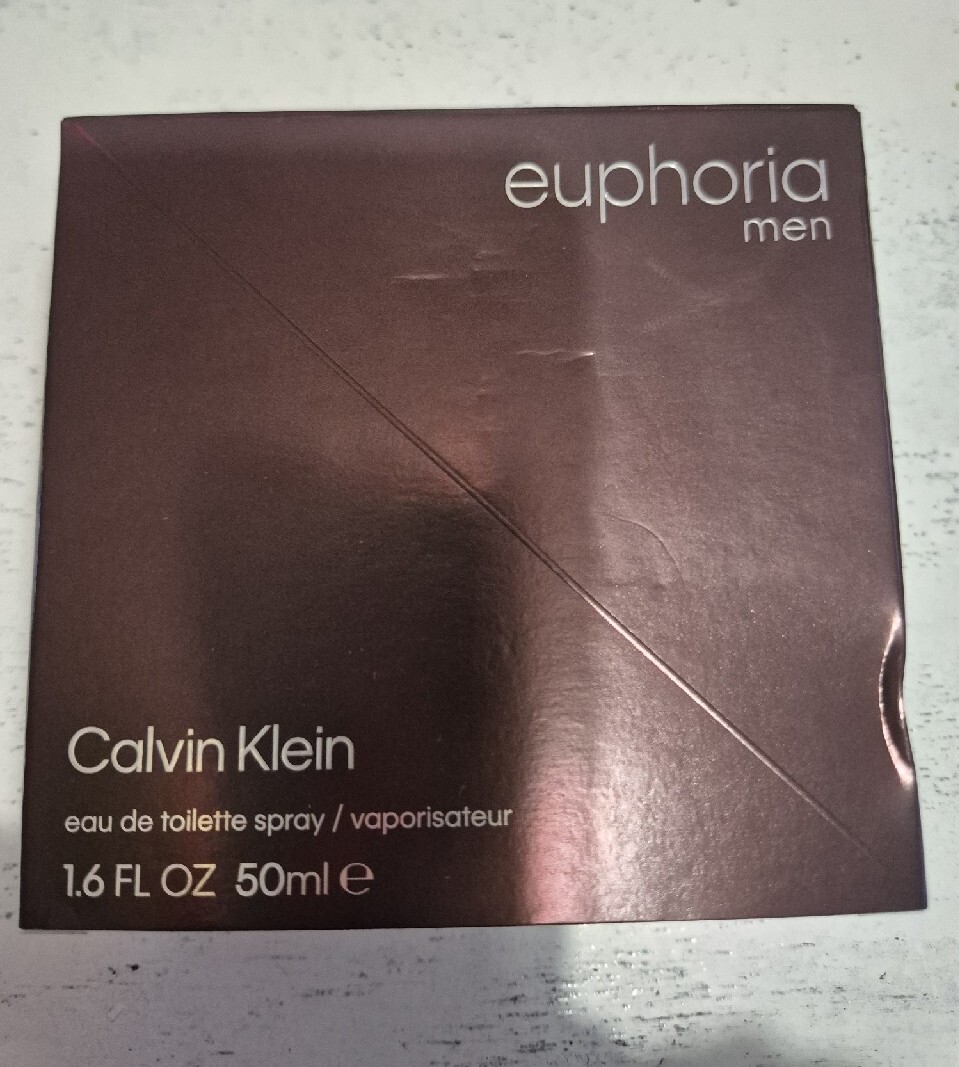 euphoria
men
Calvin Klein
eau de toilette spray / vaporisateur
1.6 FL OZ 50ml ℮